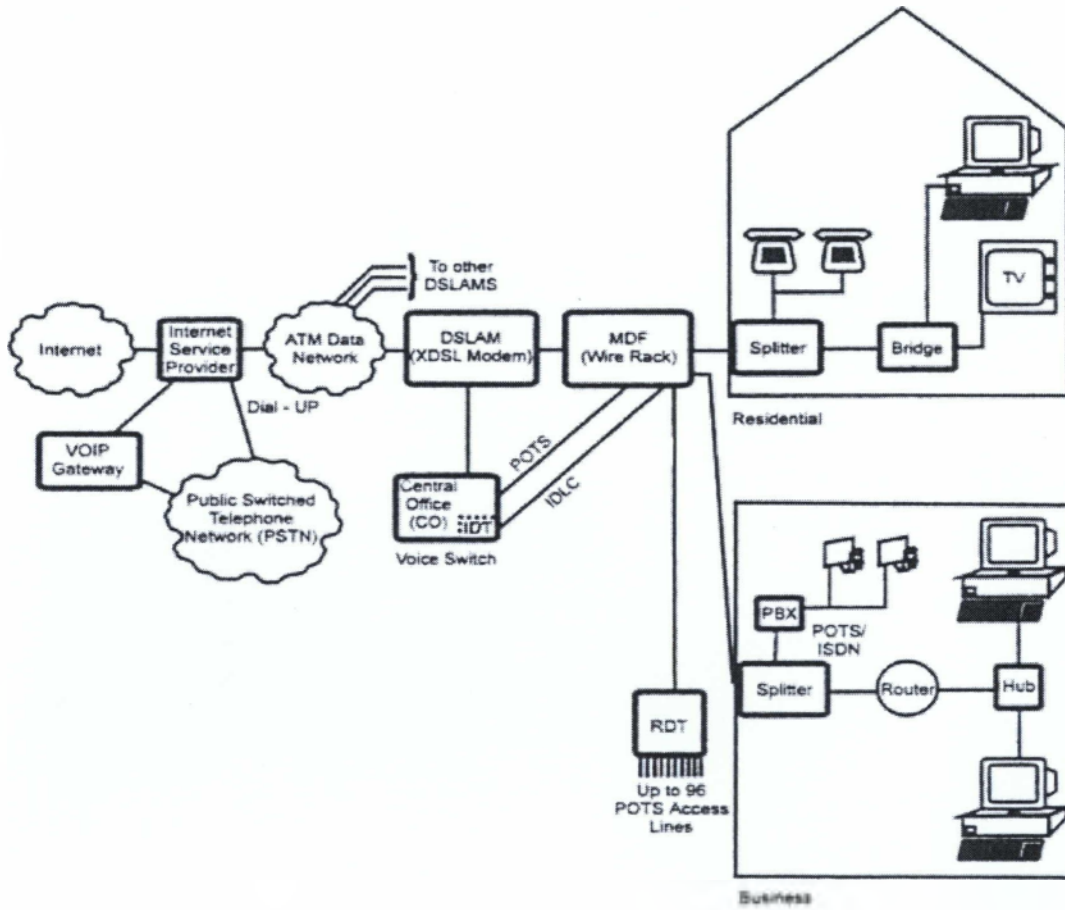 To other
DSLAMS
TV
Internet
Internet
Service
Provider
ATM Data
Network
DSLAM
(XDSL Modem)
MDF
(Wire Rack)
Splitter
Bridge
Residential
Dial - UP
VOIP
Gateway
Public Switched
Telephone
Network (PSTN)
Central
Office
(CO)
IDT
Voice Switch
POTS
IDLC
PBX
POTS/
ISDN
Splitter
Router
Hub
RDT
Up to 96
POTS Access
Lines
Business